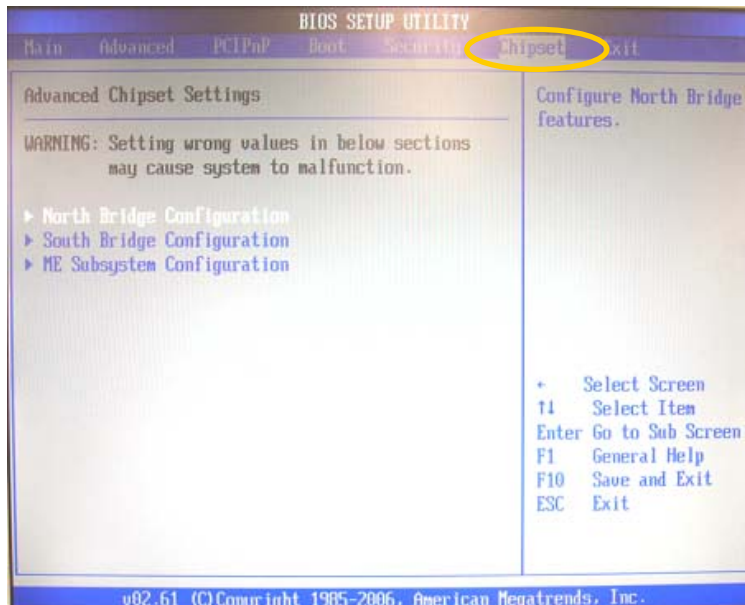 BIOS SETUP UTILITY
Main Advanced PCIPnP Boot Security Chipset Exit
Advanced Chipset Settings
WARNING: Setting wrong values in below sections
may cause system to malfunction.
▶ North Bridge Configuration
▶ South Bridge Configuration
▶ ME Subsystem Configuration
Configure North Bridge
features.
← Select Screen
↑↓ Select Item
Enter Go to Sub Screen
F1 General Help
F10 Save and Exit
ESC Exit
v02.61 (C)Copyright 1985-2006, American Megatrends, Inc.